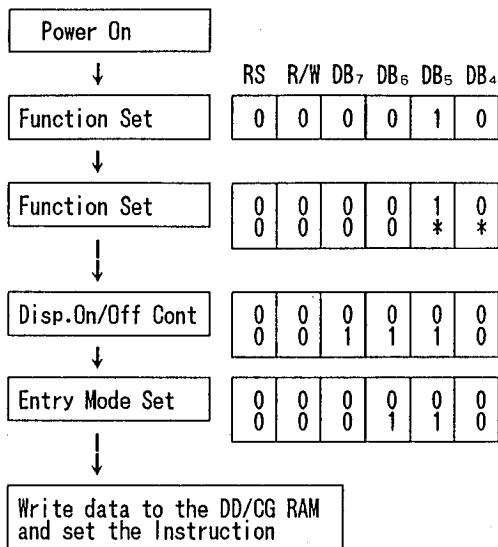 Power On
RS R/W DB₇ DB₆ DB₅ DB₄
Function Set 0 0 0 0 1 0
Function Set 0 0 0 0 1 0
0 0 0 0 * *
Disp.On/Off Cont 0 0 0 0 0 0
0 0 1 1 1 0
Entry Mode Set 0 0 0 0 0 0
0 0 0 1 1 0
Write data to the DD/CG RAM
and set the Instruction